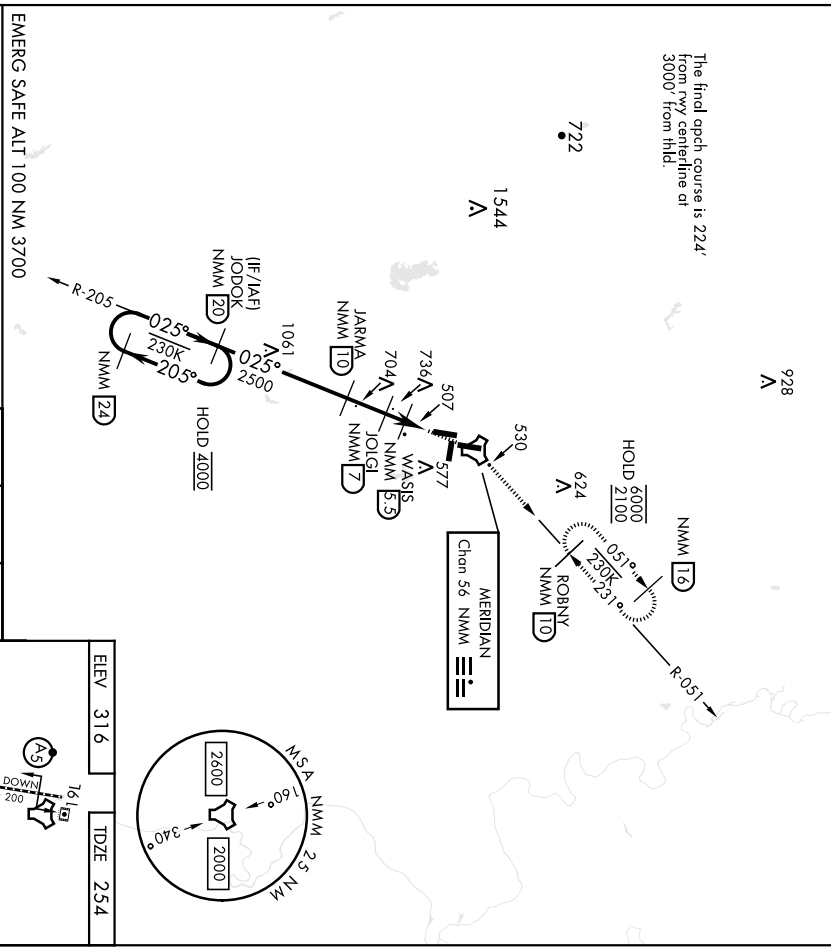 EMERG SAFE ALT 100 NM 3700
The final apch course is 224'
from rwy centerline at
3000' from thld.
722
1544
928
(IF/IAF)
JODOK
NMM 20
R-205
025°
230K
205°
NMM 24
HOLD 4000
1061
025°
2500
JARMA
NMM 10
704
736
507
JOLGI
NMM 7
WASIS
NMM 5.5
577
530
624
HOLD 6000
2100
NMM 16
051°
230K
231°
ROBNY
NMM 10
R-051
MERIDIAN
Chan 56 NMM
MSA NMM 25 NM
2600
160°
340°
2000
ELEV 316
TDZE 254
A5
DOWN
200
19L